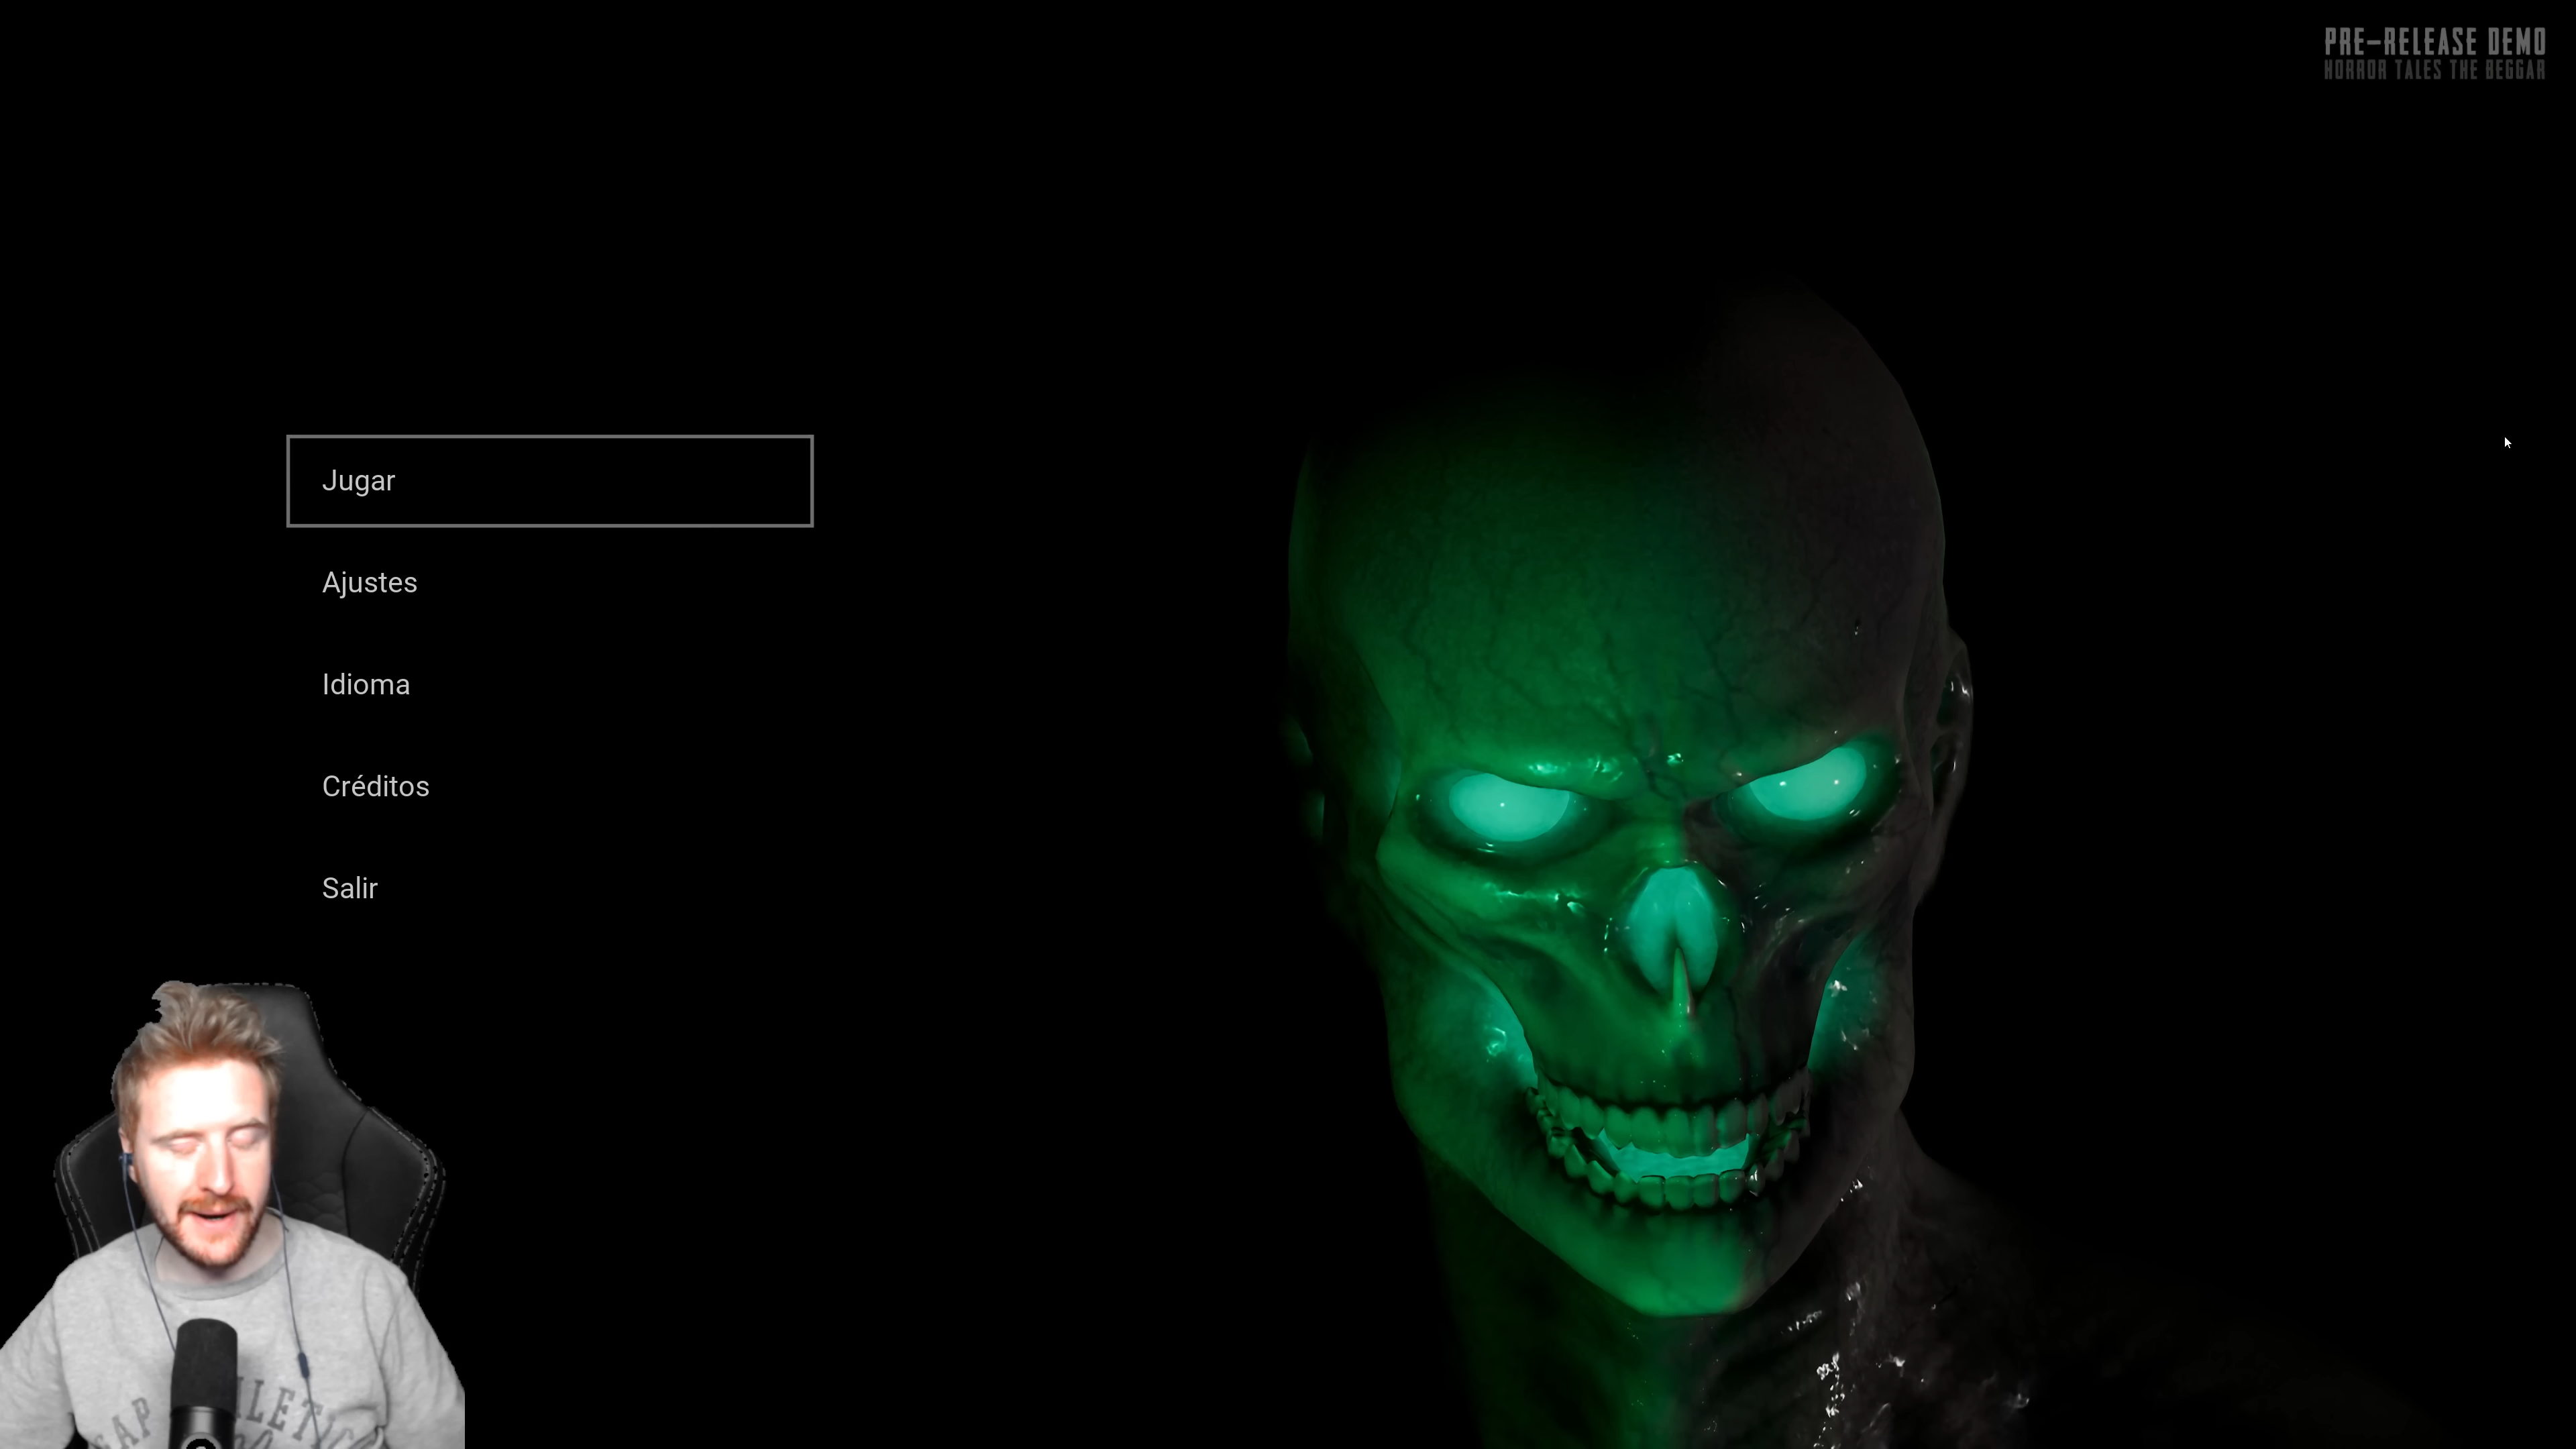 PRE-RELEASE DEMO
HORROR TALES THE BEGGAR
Jugar
Ajustes
Idioma
Créditos
Salir